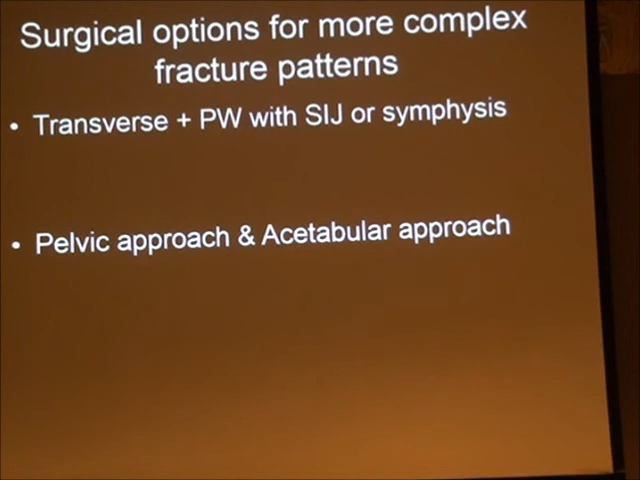 Surgical options for more complex
fracture patterns
• Transverse + PW with SIJ or symphysis
• Pelvic approach & Acetabular approach